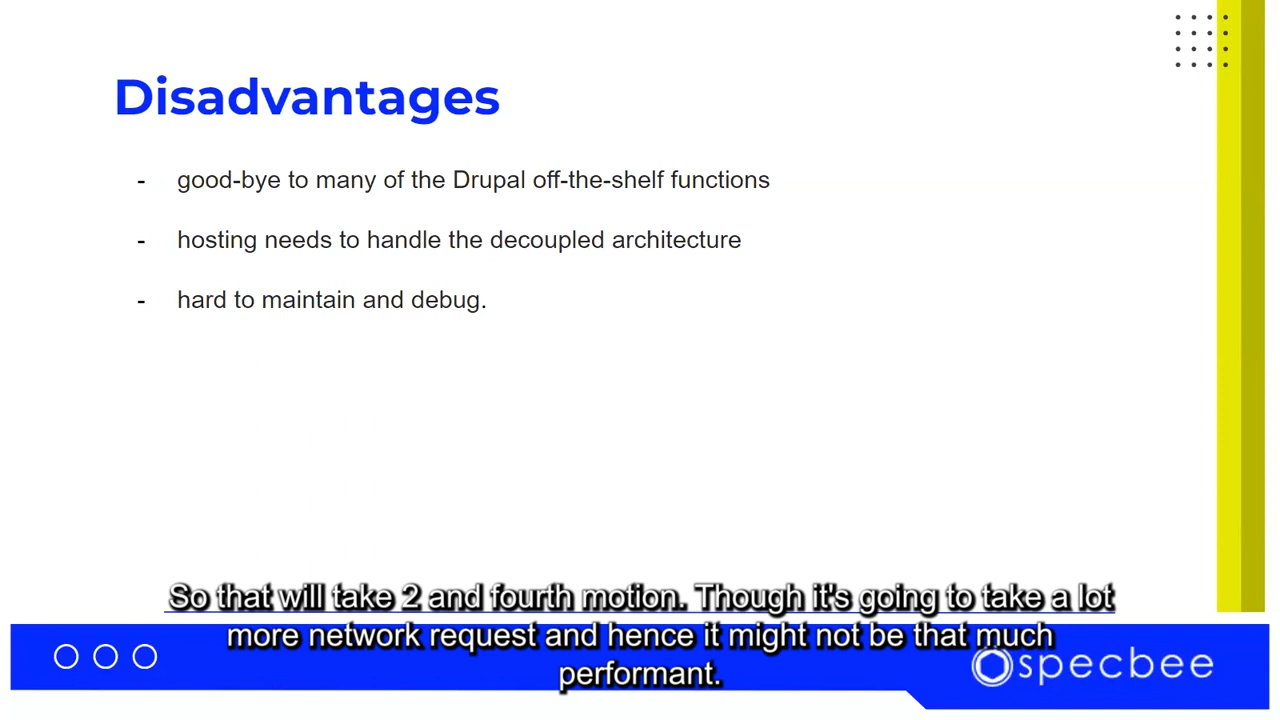 Disadvantages
- good-bye to many of the Drupal off-the-shelf functions
- hosting needs to handle the decoupled architecture
- hard to maintain and debug.
So that will take 2 and fourth motion. Though it's going to take a lot
more network request and hence it might not be that much
performant.
specbee